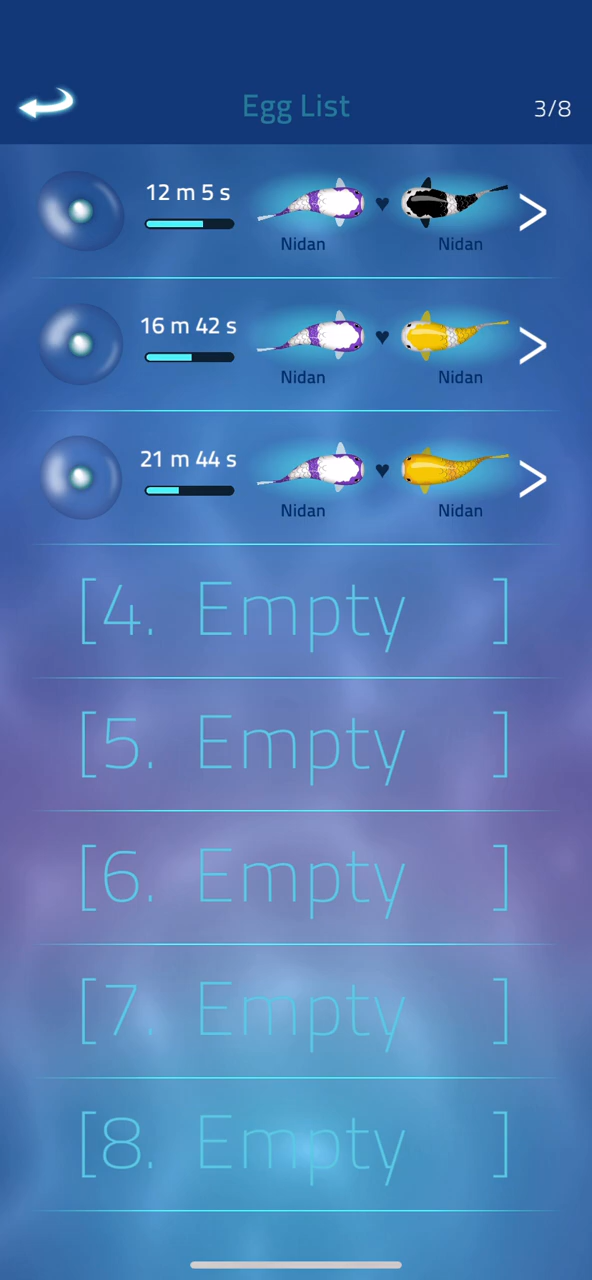 Egg List
3/8
12 m 5 s
Nidan
Nidan
16 m 42 s
Nidan
Nidan
21 m 44 s
Nidan
Nidan
[4. Empty ]
[5. Empty ]
[6. Empty ]
[7. Empty ]
[8. Empty ]